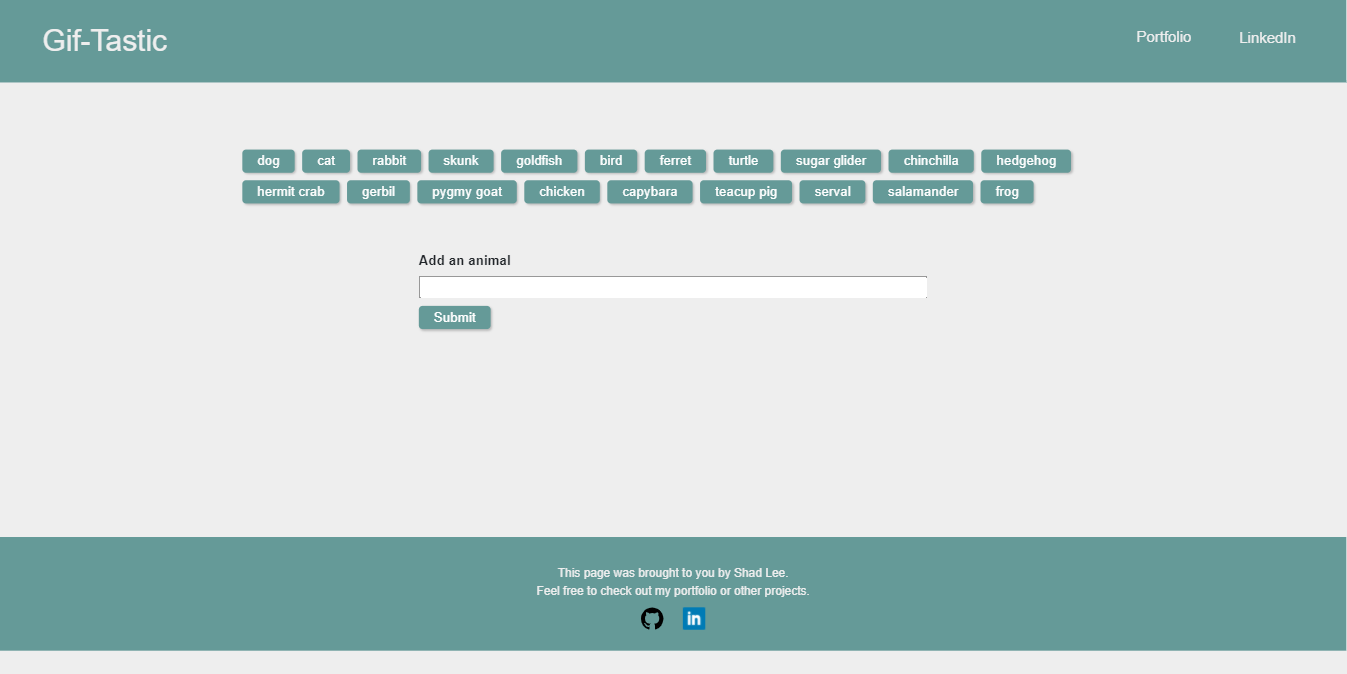 Gif-Tastic
Portfolio LinkedIn
dog cat rabbit skunk goldfish bird ferret turtle sugar glider chinchilla hedgehog
hermit crab gerbil pygmy goat chicken capybara teacup pig serval salamander frog
Add an animal
Submit
This page was brought to you by Shad Lee.
Feel free to check out my portfolio or other projects.
in